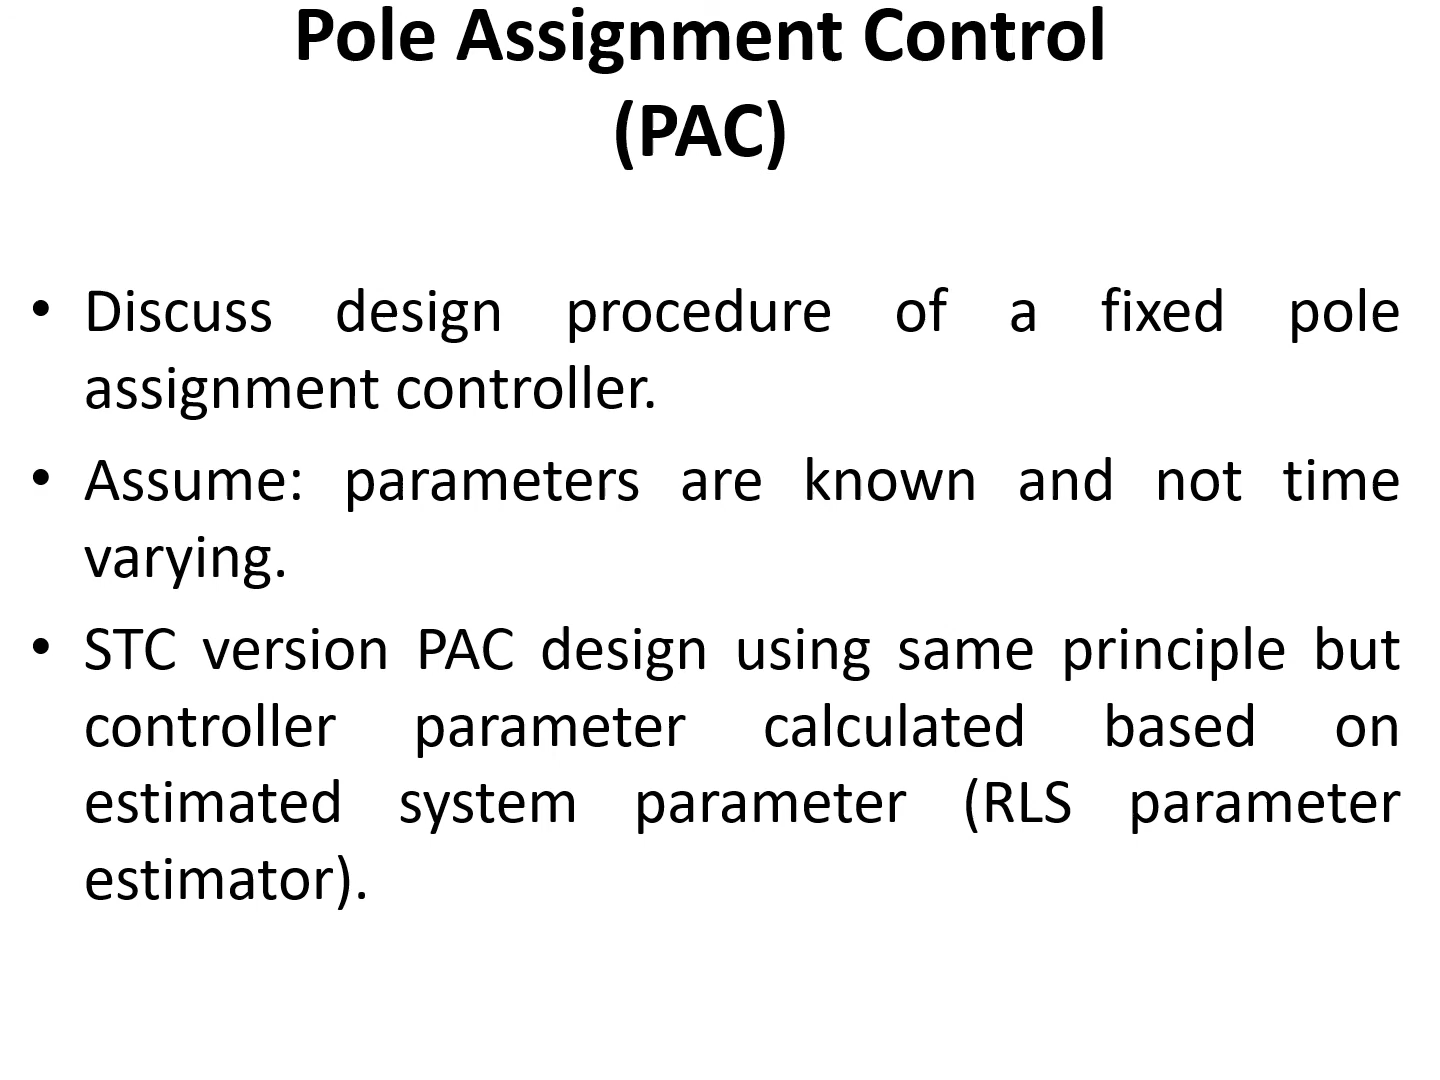 Pole Assignment Control
(PAC)
• Discuss design procedure of a fixed pole
assignment controller.
• Assume: parameters are known and not time
varying.
• STC version PAC design using same principle but
controller parameter calculated based on
estimated system parameter (RLS parameter
estimator).